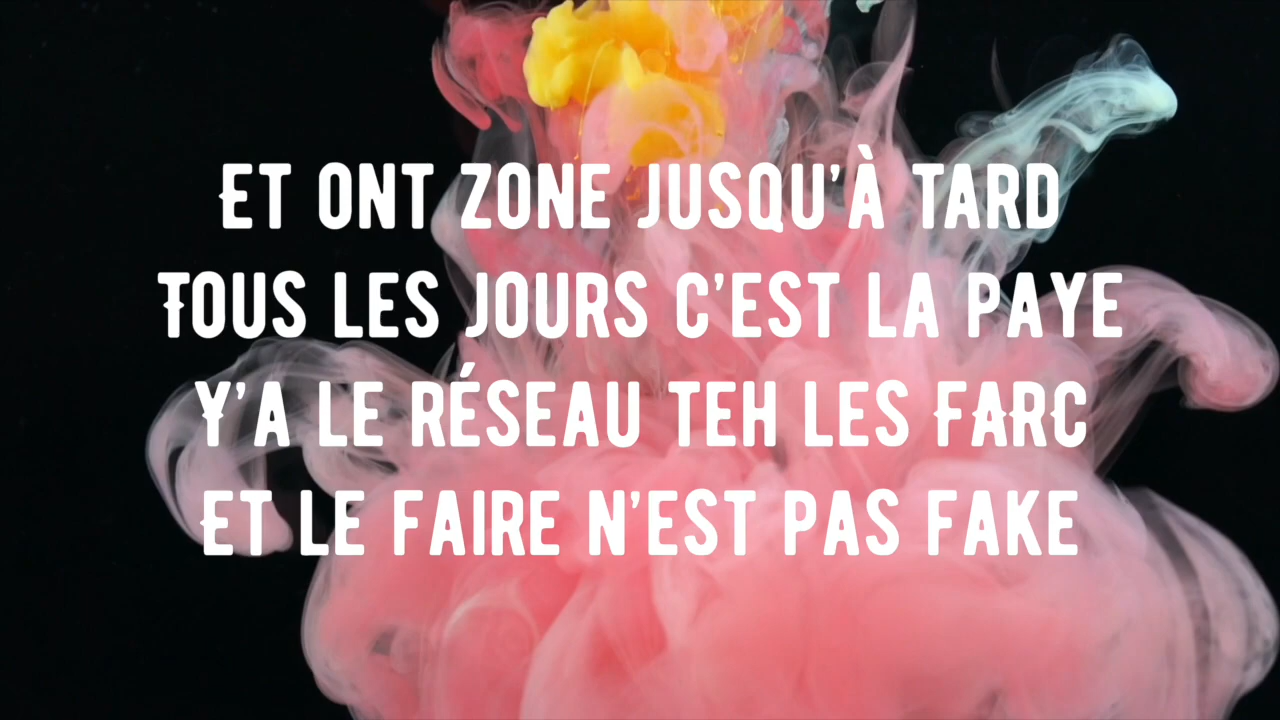 Et ont zone jusqu'à tard
Tous les jours c'est la paye
Y'a le réseau teh les FARC
Et le faire n'est pas fake